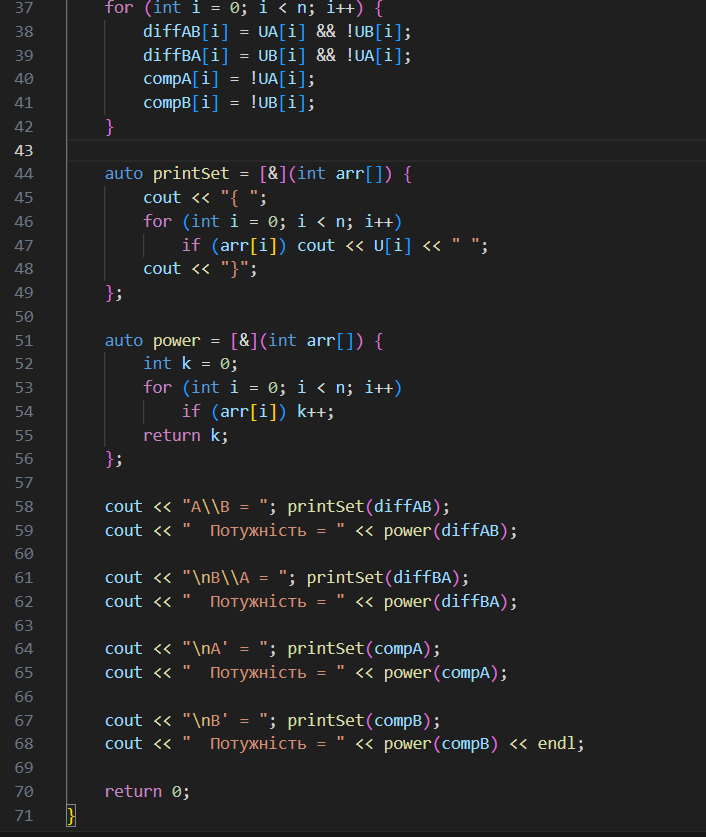 37 for (int i = 0; i < n; i++) {
38 diffAB[i] = UA[i] && !UB[i];
39 diffBA[i] = UB[i] && !UA[i];
40 compA[i] = !UA[i];
41 compB[i] = !UB[i];
42 }
43
44 auto printSet = [&](int arr[]) {
45 cout << "{ ";
46 for (int i = 0; i < n; i++)
47 if (arr[i]) cout << U[i] << " ";
48 cout << "}";
49 };
50
51 auto power = [&](int arr[]) {
52 int k = 0;
53 for (int i = 0; i < n; i++)
54 if (arr[i]) k++;
55 return k;
56 };
57
58 cout << "A\\B = "; printSet(diffAB);
59 cout << "  Потужність = " << power(diffAB);
60
61 cout << "\nB\\A = "; printSet(diffBA);
62 cout << "  Потужність = " << power(diffBA);
63
64 cout << "\nA' = "; printSet(compA);
65 cout << "  Потужність = " << power(compA);
66
67 cout << "\nB' = "; printSet(compB);
68 cout << "  Потужність = " << power(compB) << endl;
69
70 return 0;
71 }